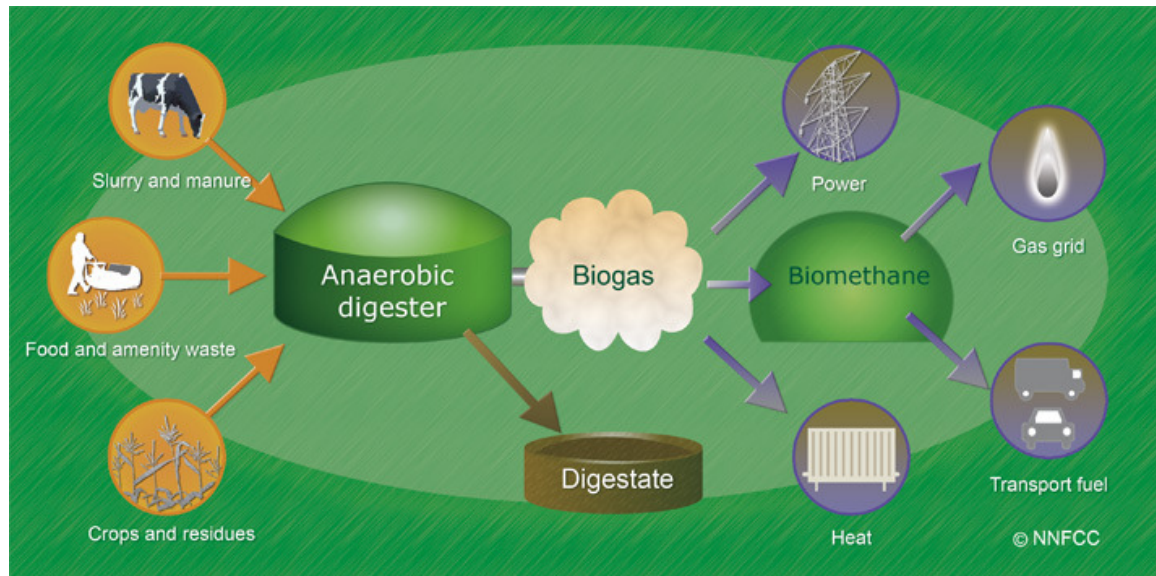 Slurry and manure
Food and amenity waste
Crops and residues
Anaerobic
digester
Biogas
Digestate
Power
Biomethane
Heat
Gas grid
Transport fuel
© NNFCC